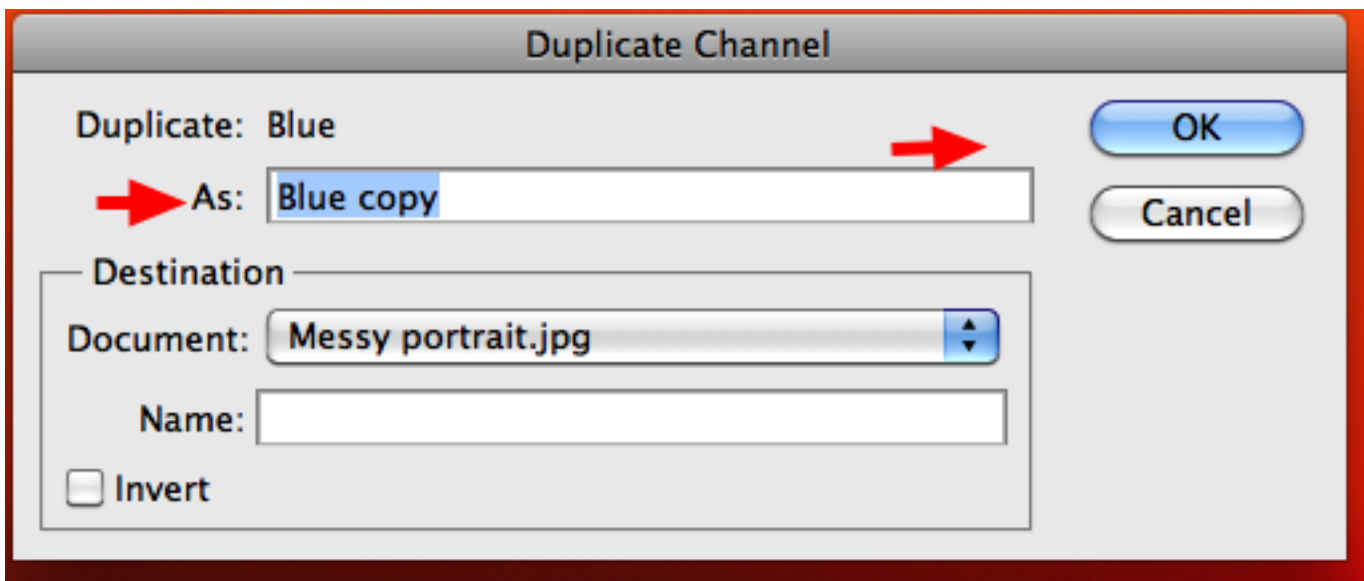 Duplicate Channel
Duplicate: Blue
OK
As: Blue copy
Cancel
Destination
Document: Messy portrait.jpg
Name:
Invert